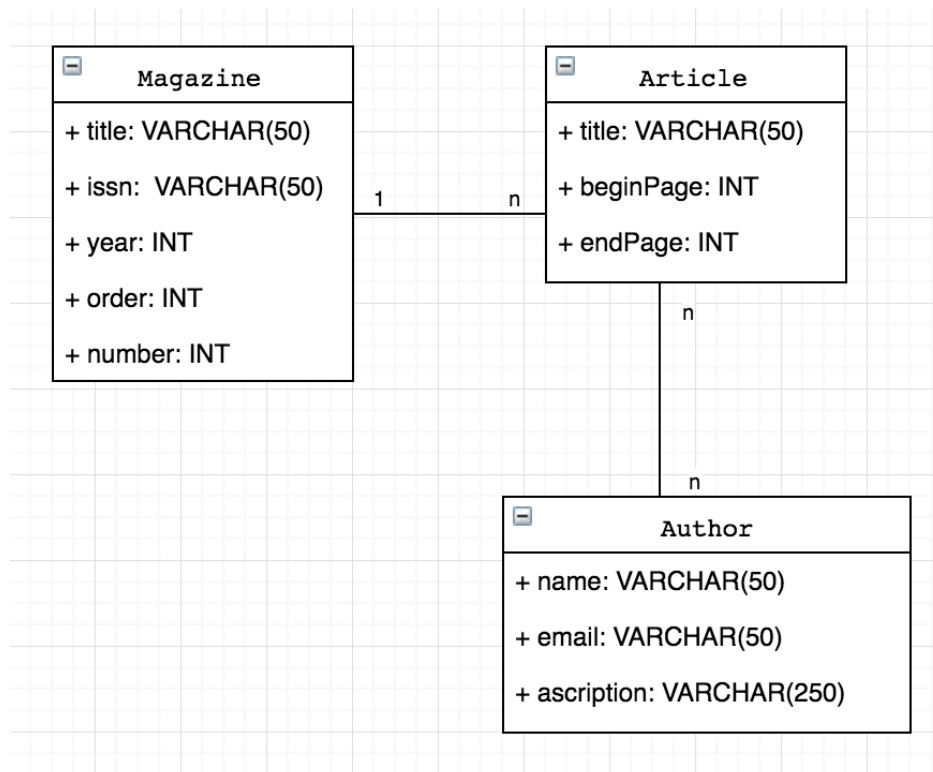 Magazine
+ title: VARCHAR(50)
+ issn:  VARCHAR(50)
+ year: INT
+ order: INT
+ number: INT
1
n
Article
+ title: VARCHAR(50)
+ beginPage: INT
+ endPage: INT
n
n
Author
+ name: VARCHAR(50)
+ email: VARCHAR(50)
+ ascription: VARCHAR(250)